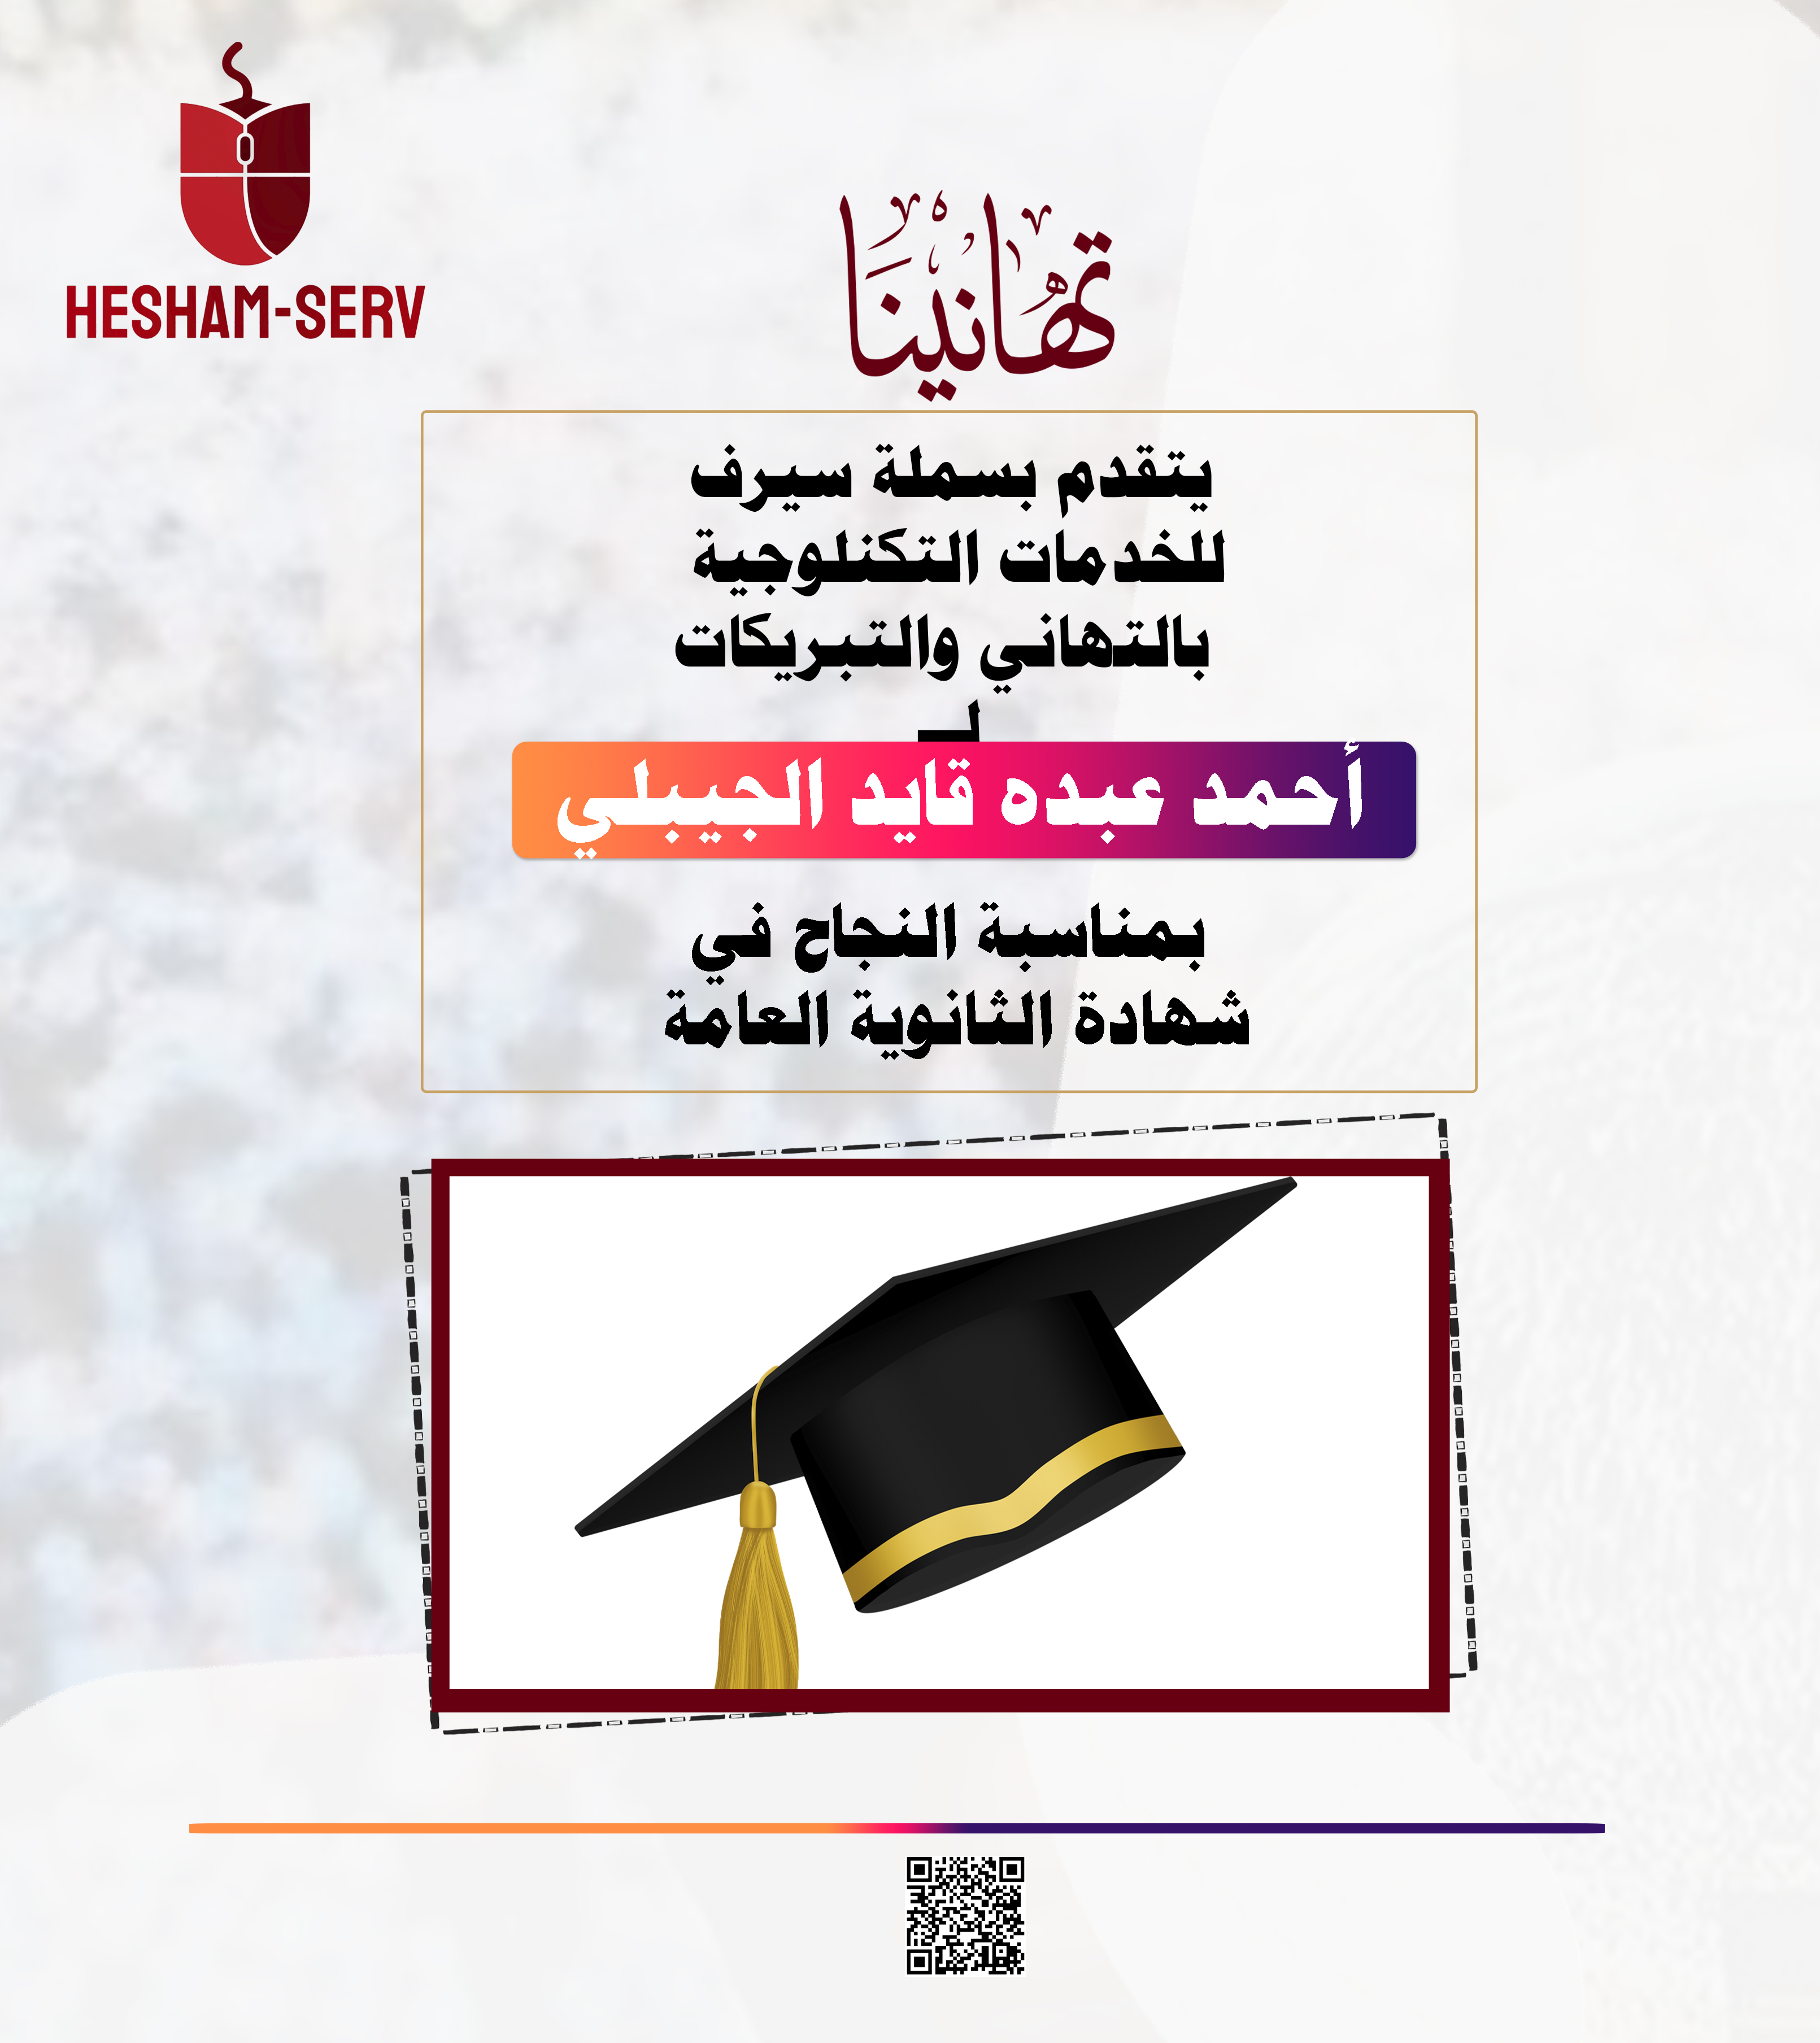 HESHAM-SERV
تهانينا
يتقدم بسملة سيرف
للخدمات التكنلوجية
بالتهاني والتبريكات
لـــ
أحمد عبده قايد الجيبلي
بمناسبة النجاح في
شهادة الثانوية العامة